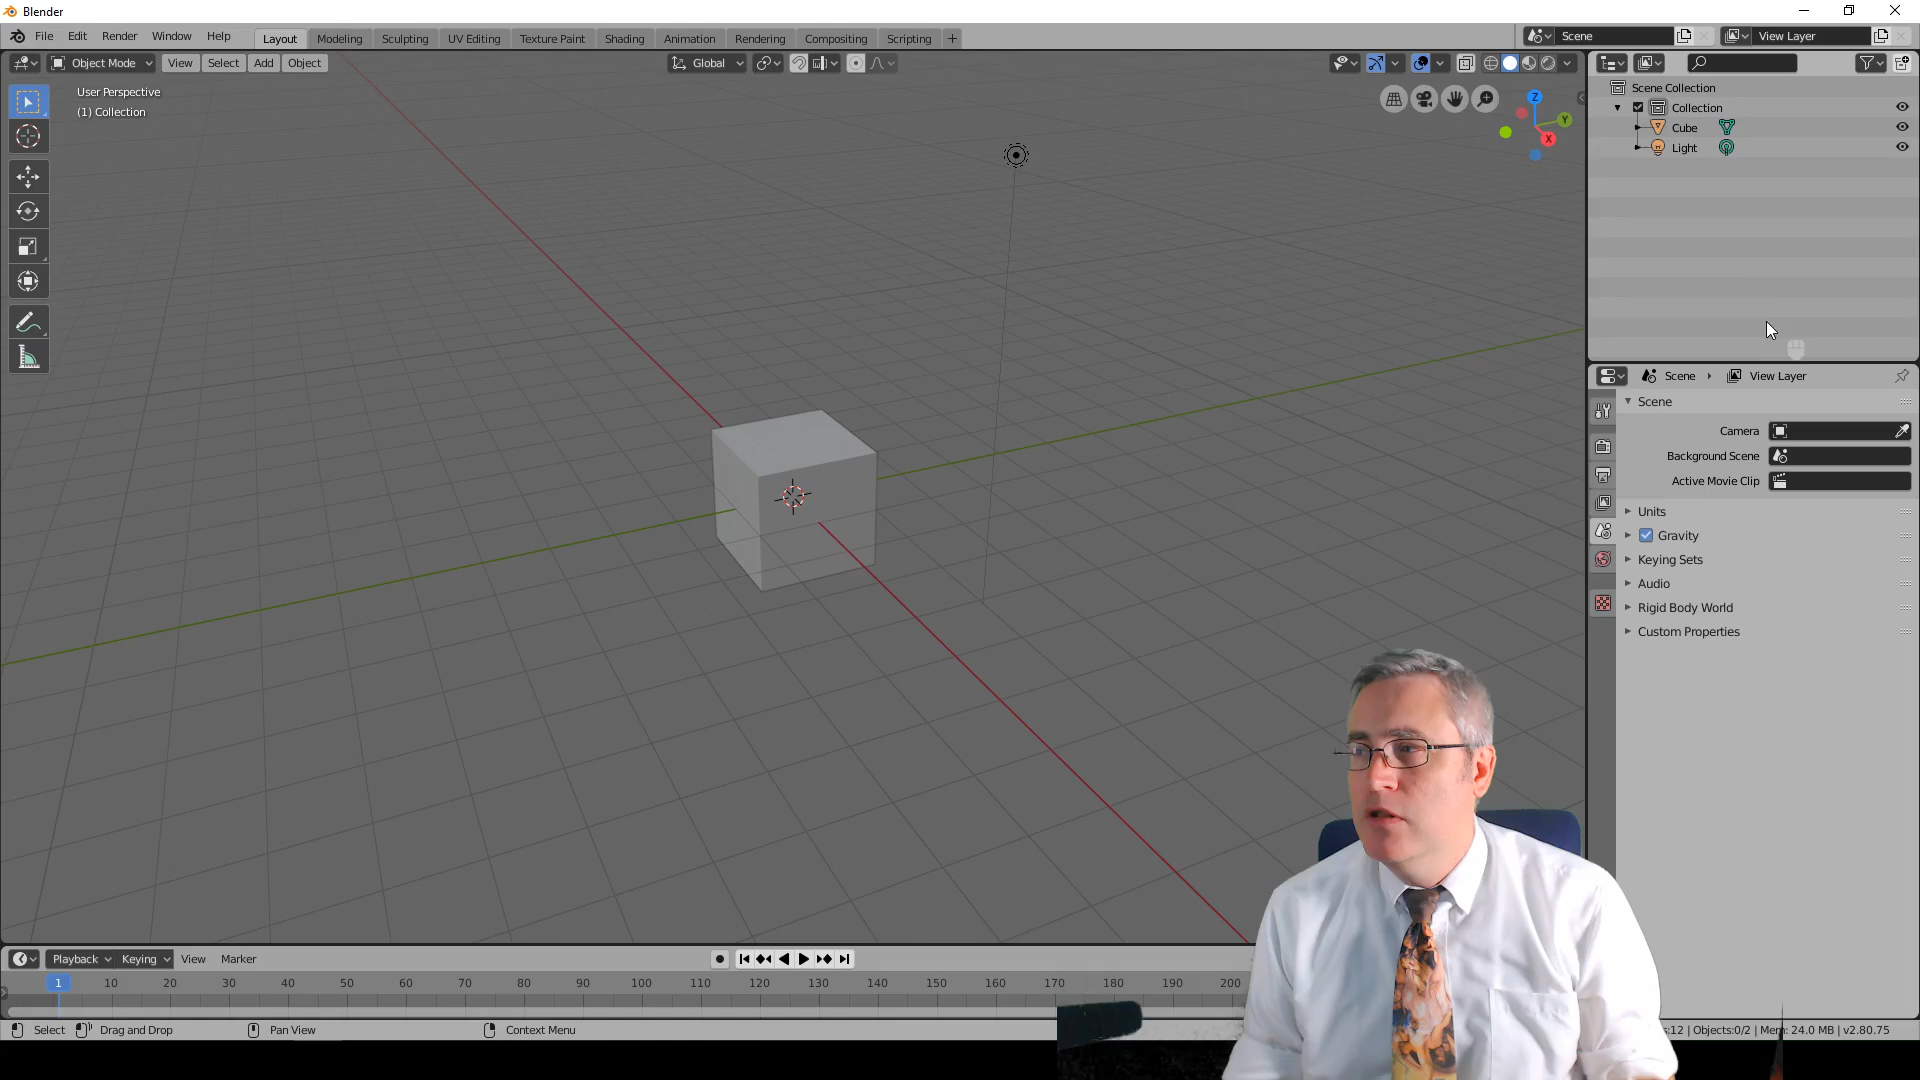 Blender
File Edit Render Window Help Layout Modeling Sculpting UV Editing Texture Paint Shading Animation Rendering Compositing Scripting + Scene View Layer
Object Mode View Select Add Object Global
User Perspective
(1) Collection
Z
Y
X
Scene Collection
Collection
Cube
Light
Scene View Layer
Scene
Camera
Background Scene
Active Movie Clip
Units
Gravity
Keying Sets
Audio
Rigid Body World
Custom Properties
Playback Keying View Marker
1 10 20 30 40 50 60 70 80 90 100 110 120 130 140 150 160 170 180 190 200
Select Drag and Drop Pan View Context Menu
:12 | Objects:0/2 | Mem: 24.0 MB | v2.80.75